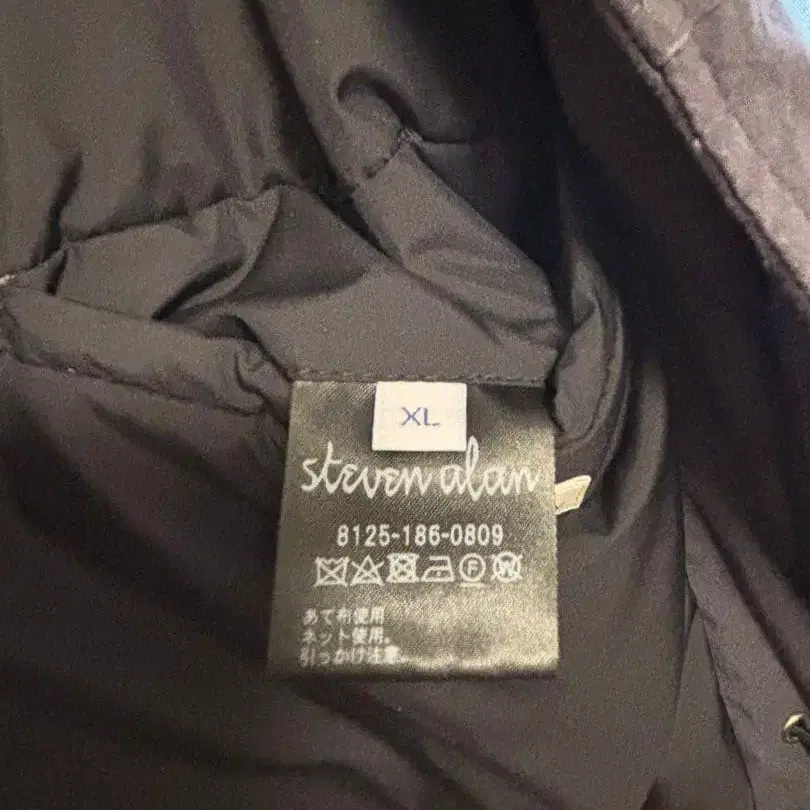 XL
steven alan
8125-186-0809
F W
あて布使用
ネット使用。
引っかけ注意。